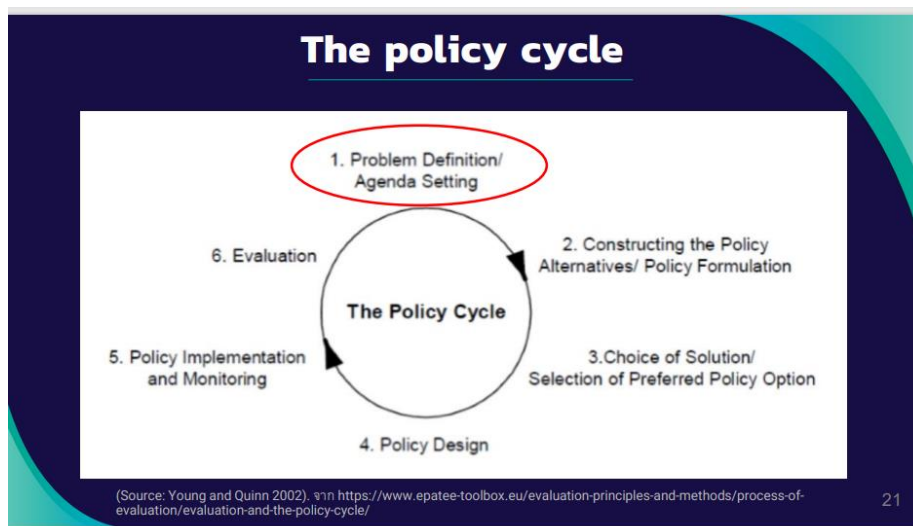 The policy cycle
1. Problem Definition/
Agenda Setting
2. Constructing the Policy
Alternatives/ Policy Formulation
3.Choice of Solution/
Selection of Preferred Policy Option
4. Policy Design
5. Policy Implementation
and Monitoring
6. Evaluation
The Policy Cycle
(Source: Young and Quinn 2002). จาก https://www.epatee-toolbox.eu/evaluation-principles-and-methods/process-of-
evaluation/evaluation-and-the-policy-cycle/
21